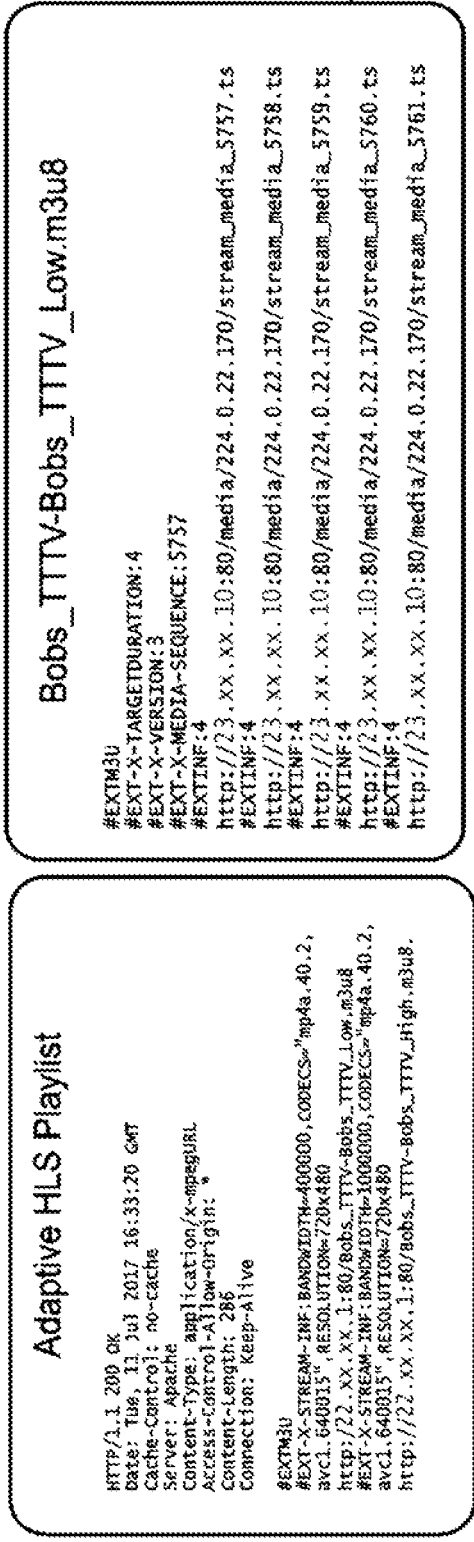 Adaptive HLS Playlist
HTTP/1.1 200 OK
Date: Tue, 11 Jul 2017 16:33:20 GMT
Cache-Control: no-cache
Server: Apache
Content-Type: application/x-mpegURL
Access-Control-Allow-Origin: *
Content-Length: 286
Connection: Keep-Alive
#EXTM3U
#EXT-X-STREAM-INF:BANDWIDTH=400000,CODECS="mp4a.40.2,
avc1.640015",RESOLUTION=720x480
http://22.xx.xx.1:80/Bobs_TTTV-Bobs_TTTV_Low.m3u8
#EXT-X-STREAM-INF:BANDWIDTH=1000000,CODECS="mp4a.40.2,
avc1.640015",RESOLUTION=720x480
http://22.xx.xx.1:80/Bobs_TTTV-Bobs_TTTV_High.m3u8.
Bobs_TTTV-Bobs_TTTV_Low.m3u8
#EXTM3U
#EXT-X-TARGETDURATION:4
#EXT-X-VERSION:3
#EXT-X-MEDIA-SEQUENCE:5757
#EXTINF:4
http://23.xx.xx.10:80/media/224.0.22.170/stream_media_5757.ts
#EXTINF:4
http://23.xx.xx.10:80/media/224.0.22.170/stream_media_5758.ts
#EXTINF:4
http://23.xx.xx.10:80/media/224.0.22.170/stream_media_5759.ts
#EXTINF:4
http://23.xx.xx.10:80/media/224.0.22.170/stream_media_5760.ts
#EXTINF:4
http://23.xx.xx.10:80/media/224.0.22.170/stream_media_5761.ts